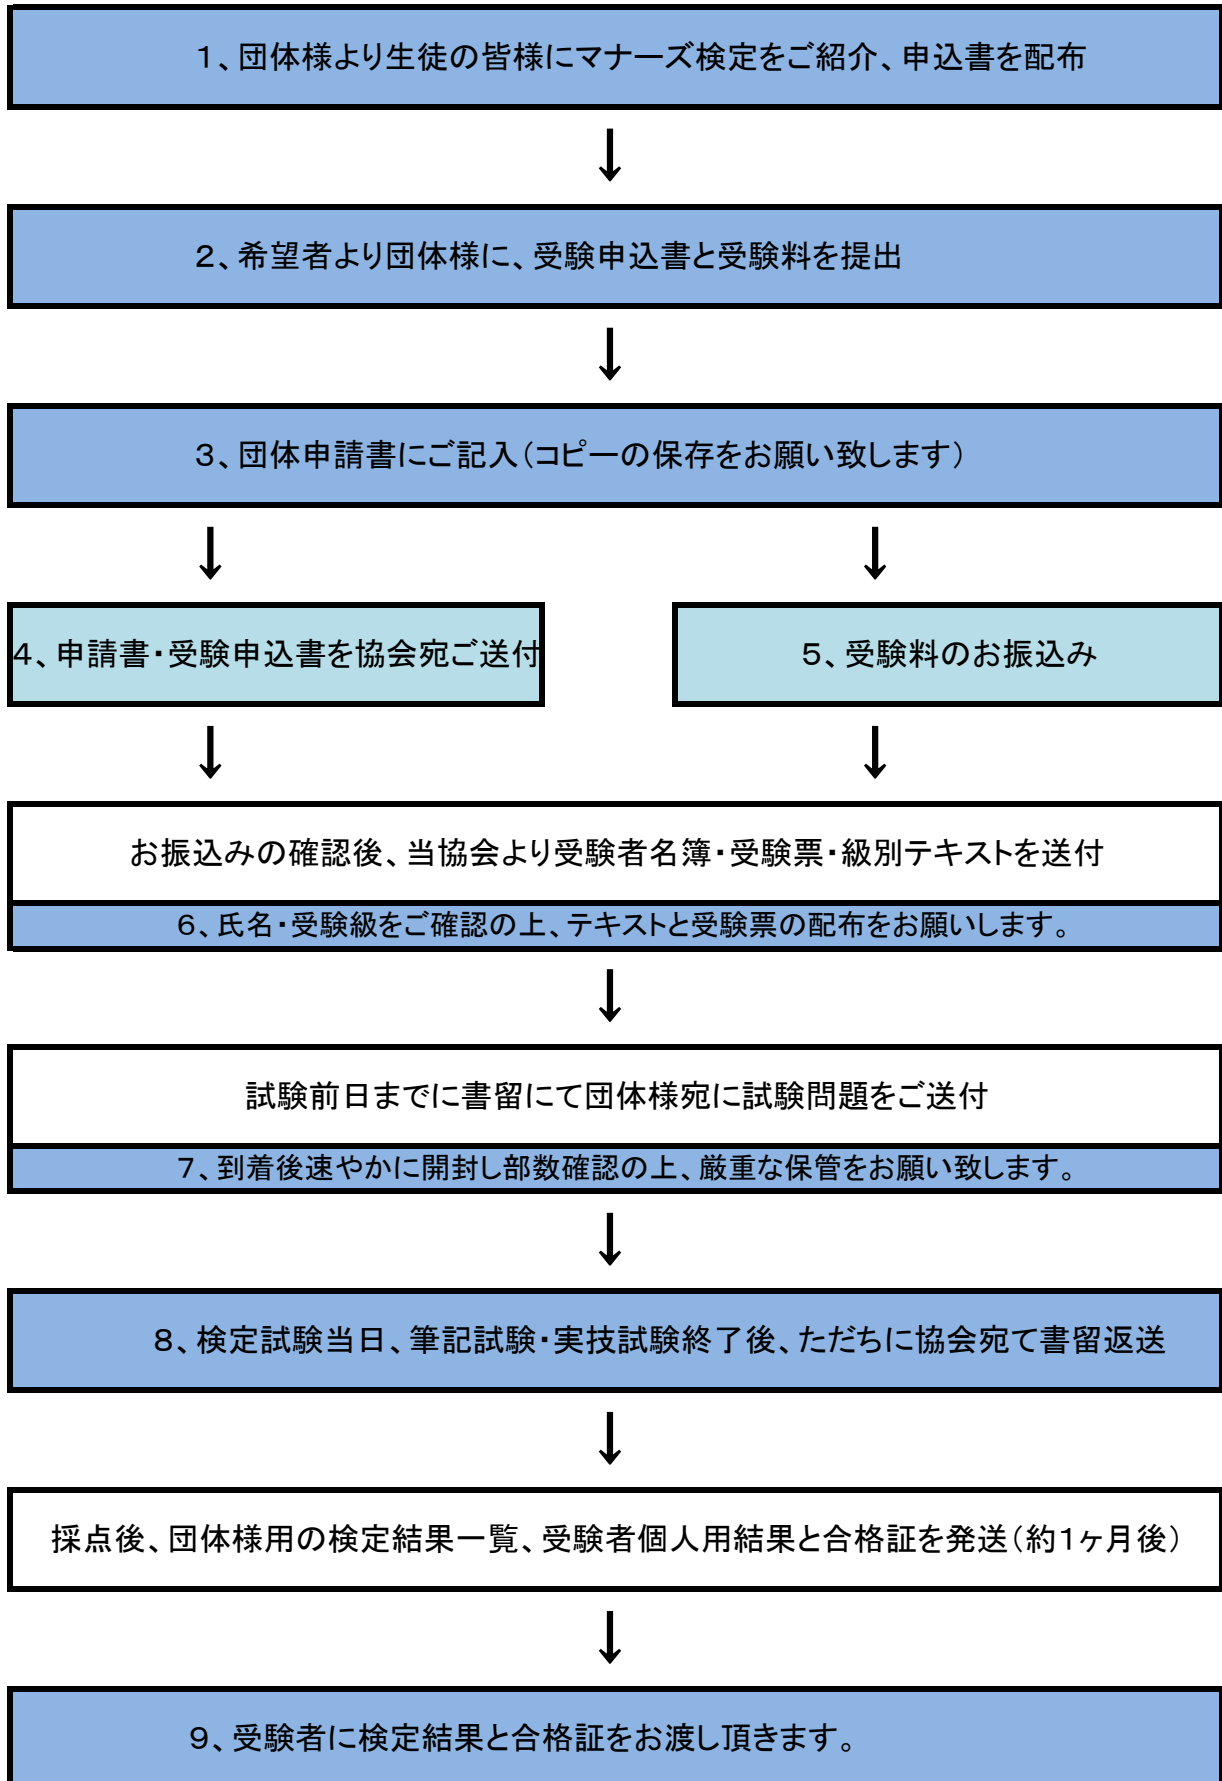 １、団体様より生徒の皆様にマナーズ検定をご紹介、申込書を配布
↓
２、希望者より団体様に、受験申込書と受験料を提出
↓
３、団体申請書にご記入（コピーの保存をお願い致します）
↓ ↓
４、申請書・受験申込書を協会宛ご送付
５、受験料のお振込み
↓ ↓
お振込みの確認後、当協会より受験者名簿・受験票・級別テキストを送付
６、氏名・受験級をご確認の上、テキストと受験票の配布をお願いします。
↓
試験前日までに書留にて団体様宛に試験問題をご送付
７、到着後速やかに開封し部数確認の上、厳重な保管をお願い致します。
↓
８、検定試験当日、筆記試験・実技試験終了後、ただちに協会宛て書留返送
↓
採点後、団体様用の検定結果一覧、受験者個人用結果と合格証を発送（約１ヶ月後）
↓
９、受験者に検定結果と合格証をお渡し頂きます。